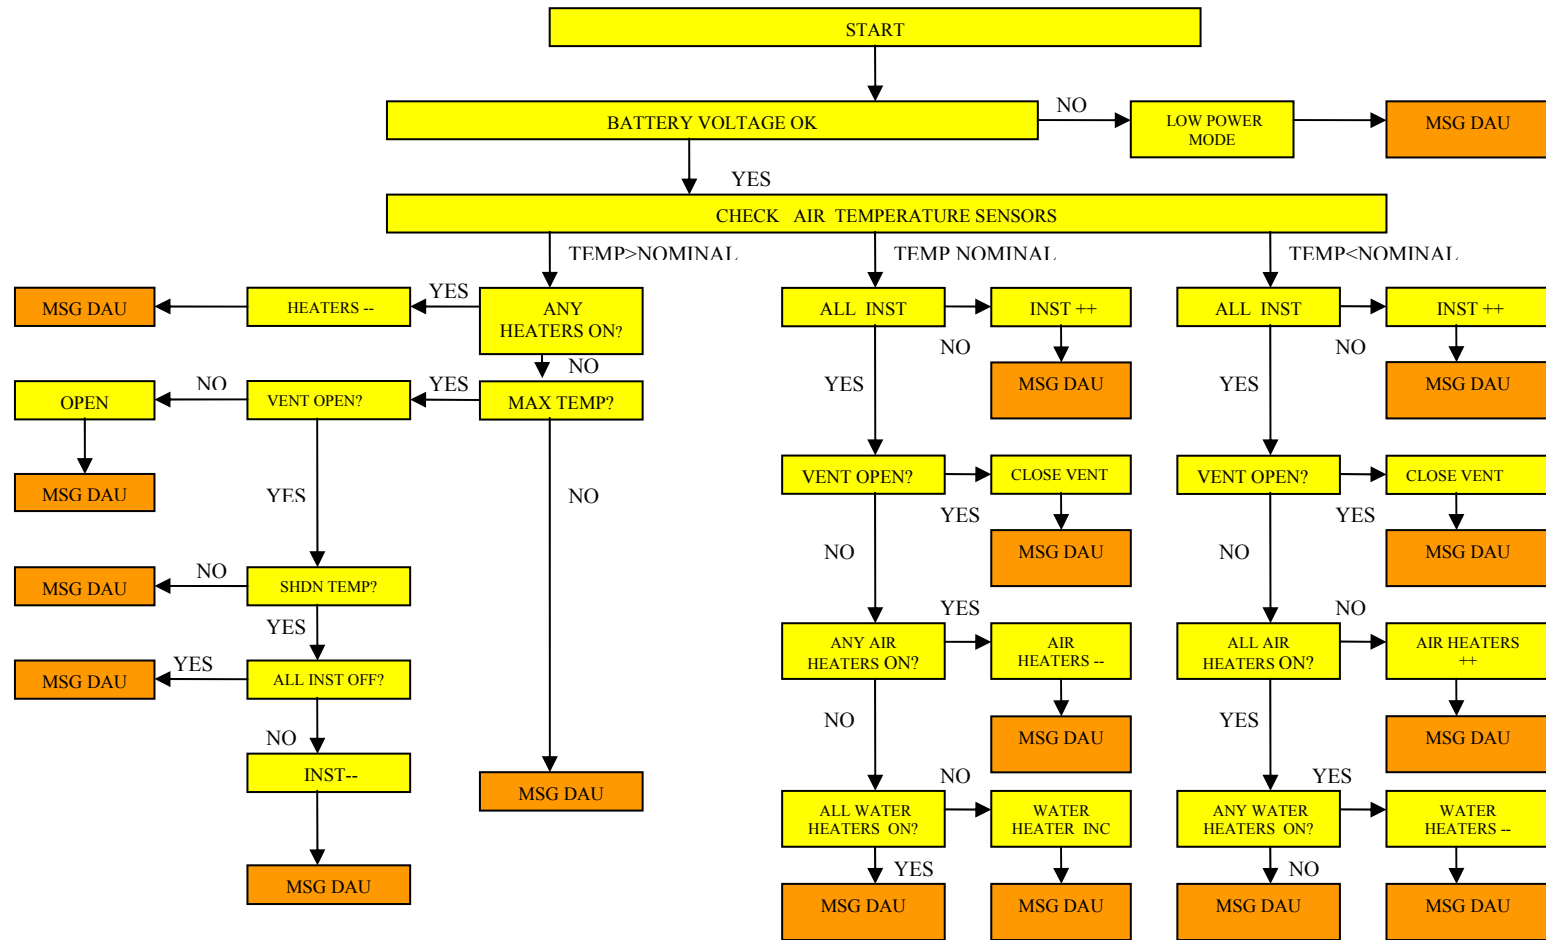 START
BATTERY VOLTAGE OK
NO
LOW POWER
MODE
MSG DAU
YES
CHECK AIR TEMPERATURE SENSORS
TEMP>NOMINAL
TEMP NOMINAL
TEMP<NOMINAL
MSG DAU
HEATERS --
YES
ANY
HEATERS ON?
NO
OPEN
NO
VENT OPEN?
YES
MAX TEMP?
MSG DAU
YES
NO
MSG DAU
NO
SHDN TEMP?
YES
MSG DAU
YES
ALL INST OFF?
NO
INST--
MSG DAU
MSG DAU
ALL INST
INST ++
NO
MSG DAU
YES
VENT OPEN?
CLOSE VENT
YES
MSG DAU
NO
YES
ANY AIR
HEATERS ON?
AIR
HEATERS --
MSG DAU
NO
NO
ALL WATER
HEATERS ON?
WATER
HEATER INC
YES
MSG DAU
MSG DAU
ALL INST
INST ++
NO
MSG DAU
YES
VENT OPEN?
CLOSE VENT
YES
MSG DAU
NO
NO
ALL AIR
HEATERS ON?
AIR HEATERS
++
MSG DAU
YES
YES
ANY WATER
HEATERS ON?
WATER
HEATERS --
NO
MSG DAU
MSG DAU